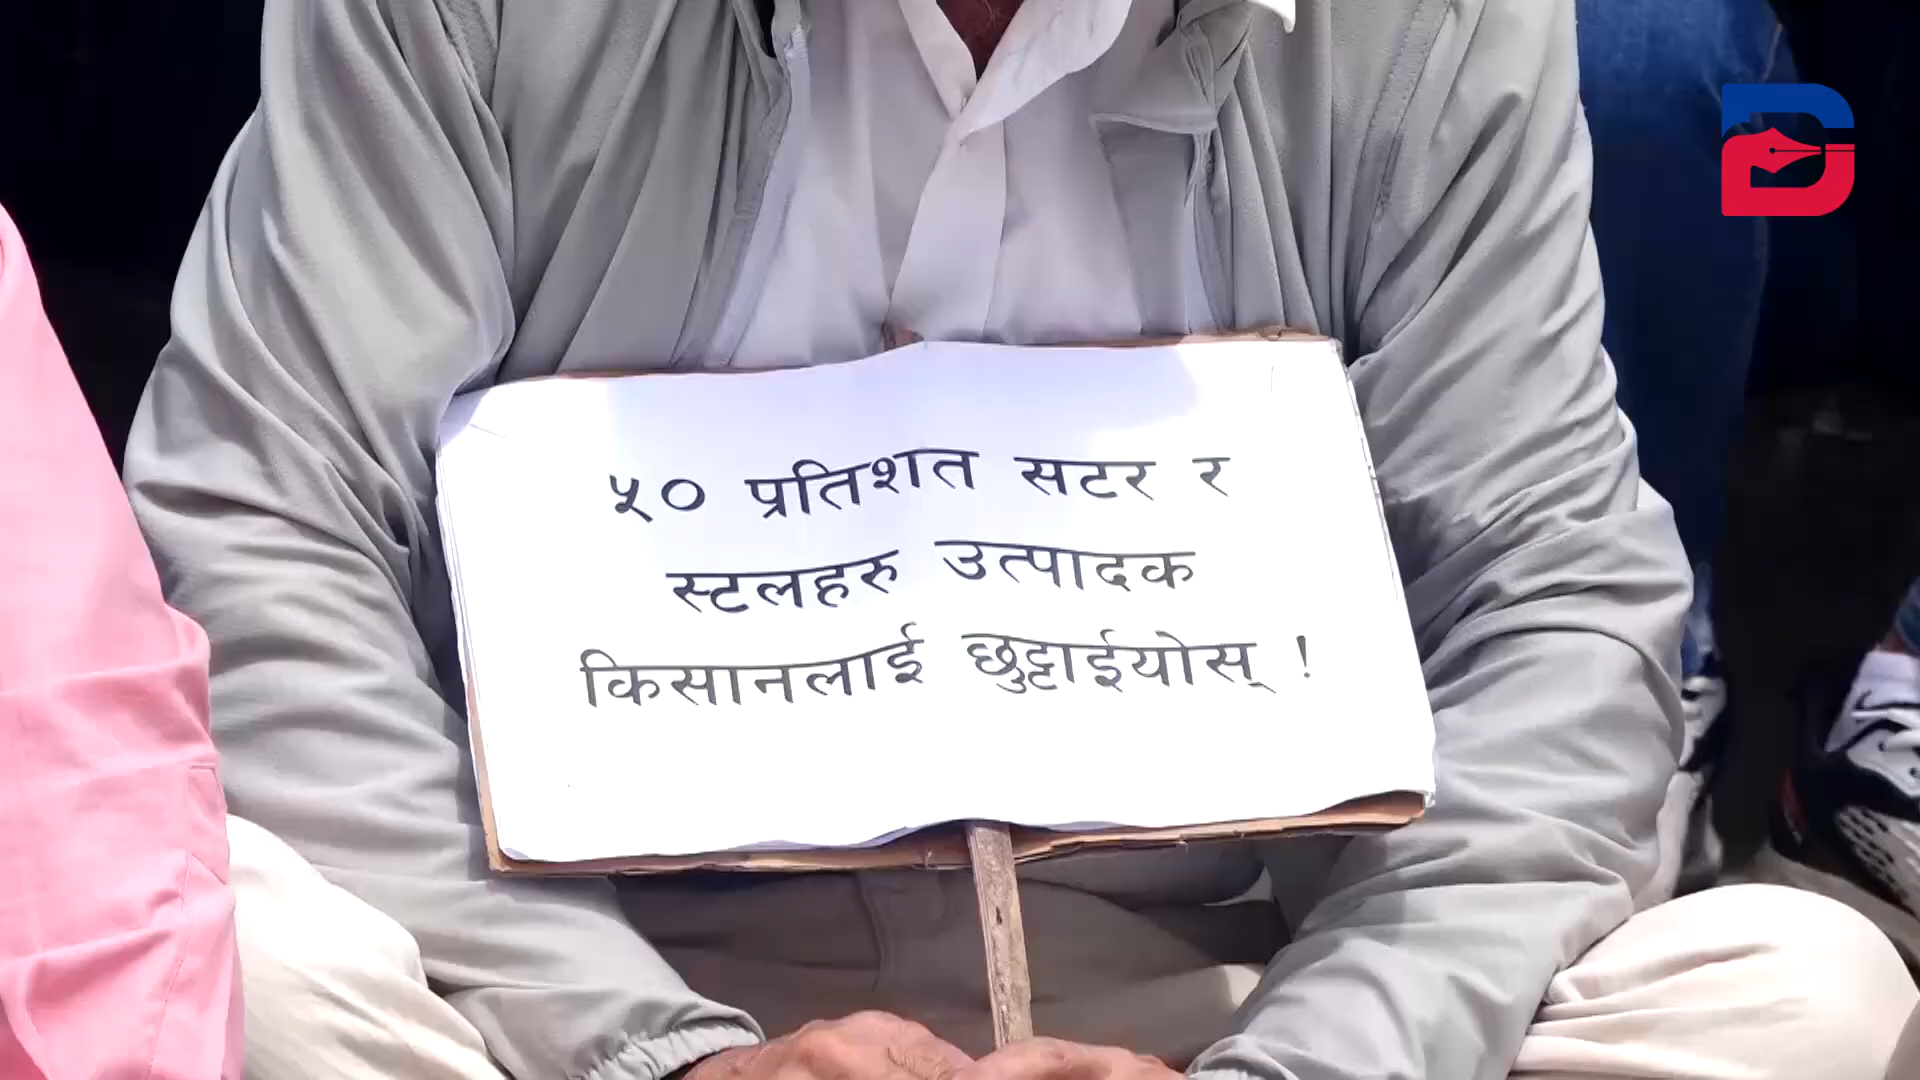 ५० प्रतिशत सटर र
स्टलहरु उत्पादक
किसानलाई छुट्टाईयोस् !